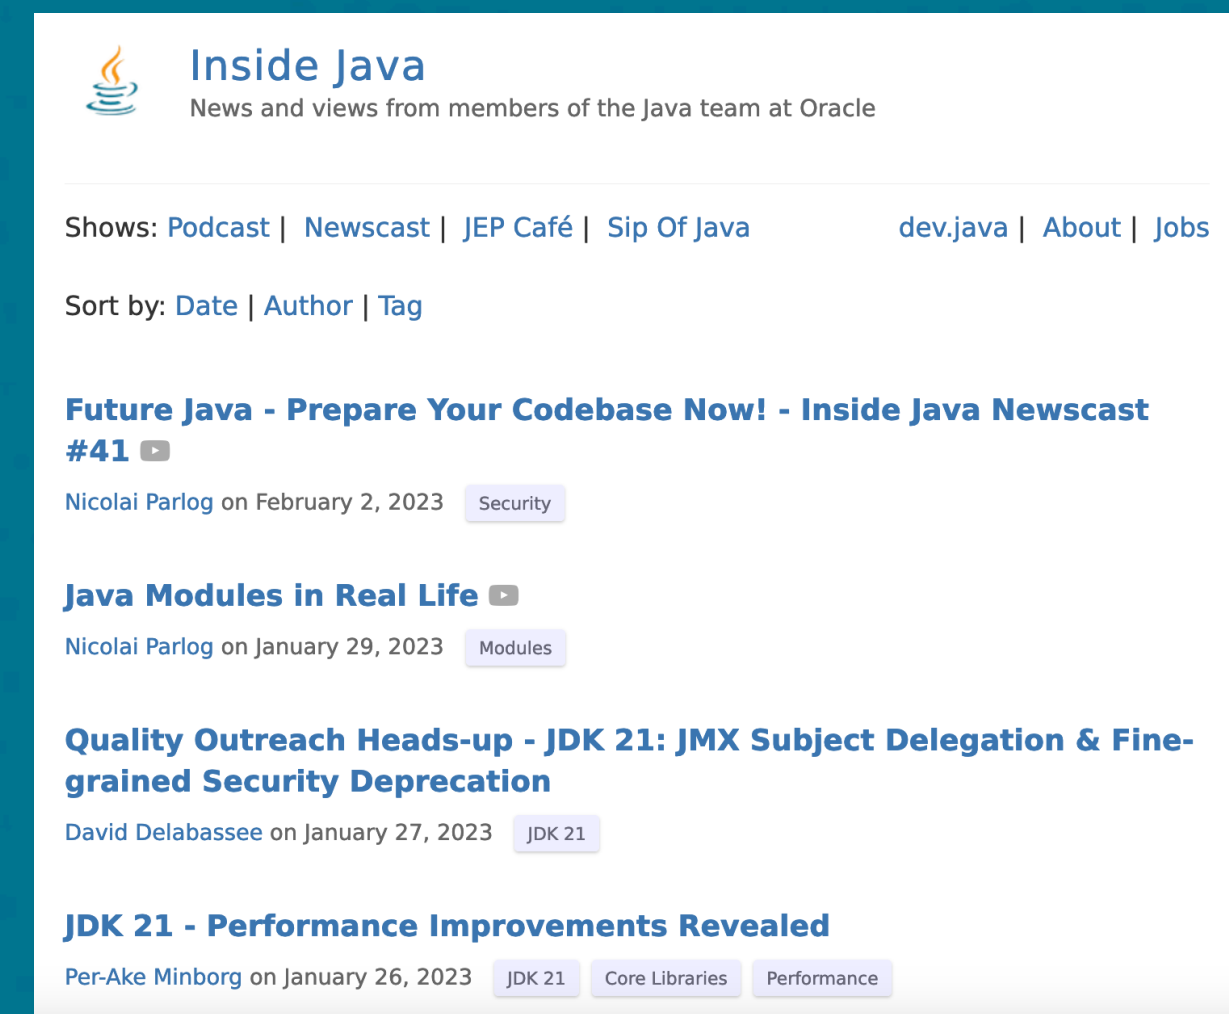 Inside Java
News and views from members of the Java team at Oracle
Shows: Podcast | Newscast | JEP Café | Sip Of Java dev.java | About | Jobs
Sort by: Date | Author | Tag
Future Java - Prepare Your Codebase Now! - Inside Java Newscast
#41
Nicolai Parlog on February 2, 2023 Security
Java Modules in Real Life
Nicolai Parlog on January 29, 2023 Modules
Quality Outreach Heads-up - JDK 21: JMX Subject Delegation & Fine-
grained Security Deprecation
David Delabassee on January 27, 2023 JDK 21
JDK 21 - Performance Improvements Revealed
Per-Ake Minborg on January 26, 2023 JDK 21 Core Libraries Performance